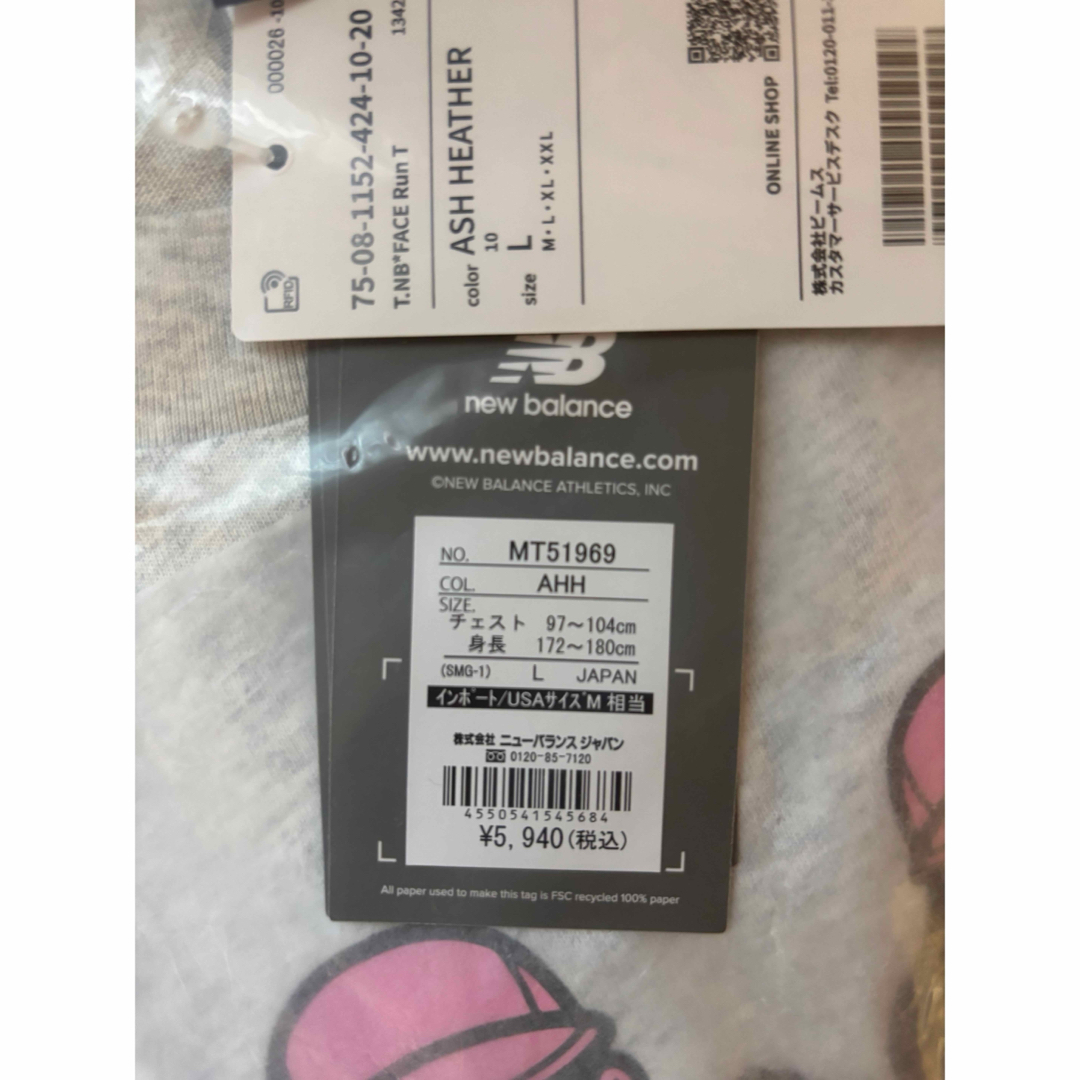 000026
75-08-1152-424-10-20
T.NB*FACE Run T
1342
color ASH HEATHER
10
size L
M・L・XL・XXL
ONLINE SHOP
株式会社ビームス
カスタマーサービスデスク Tel:0120-011-
RFID
NB
new balance
www.newbalance.com
©NEW BALANCE ATHLETICS, INC
NO. MT51969
COL. AHH
SIZE.
チェスト 97～104cm
身長 172～180cm
(SMG-1) L JAPAN
インポート/USAサイズM 相当
株式会社 ニューバランス ジャパン
0120-85-7120
4550541545684
¥5,940(税込)
All paper used to make this tag is FSC recycled 100% paper